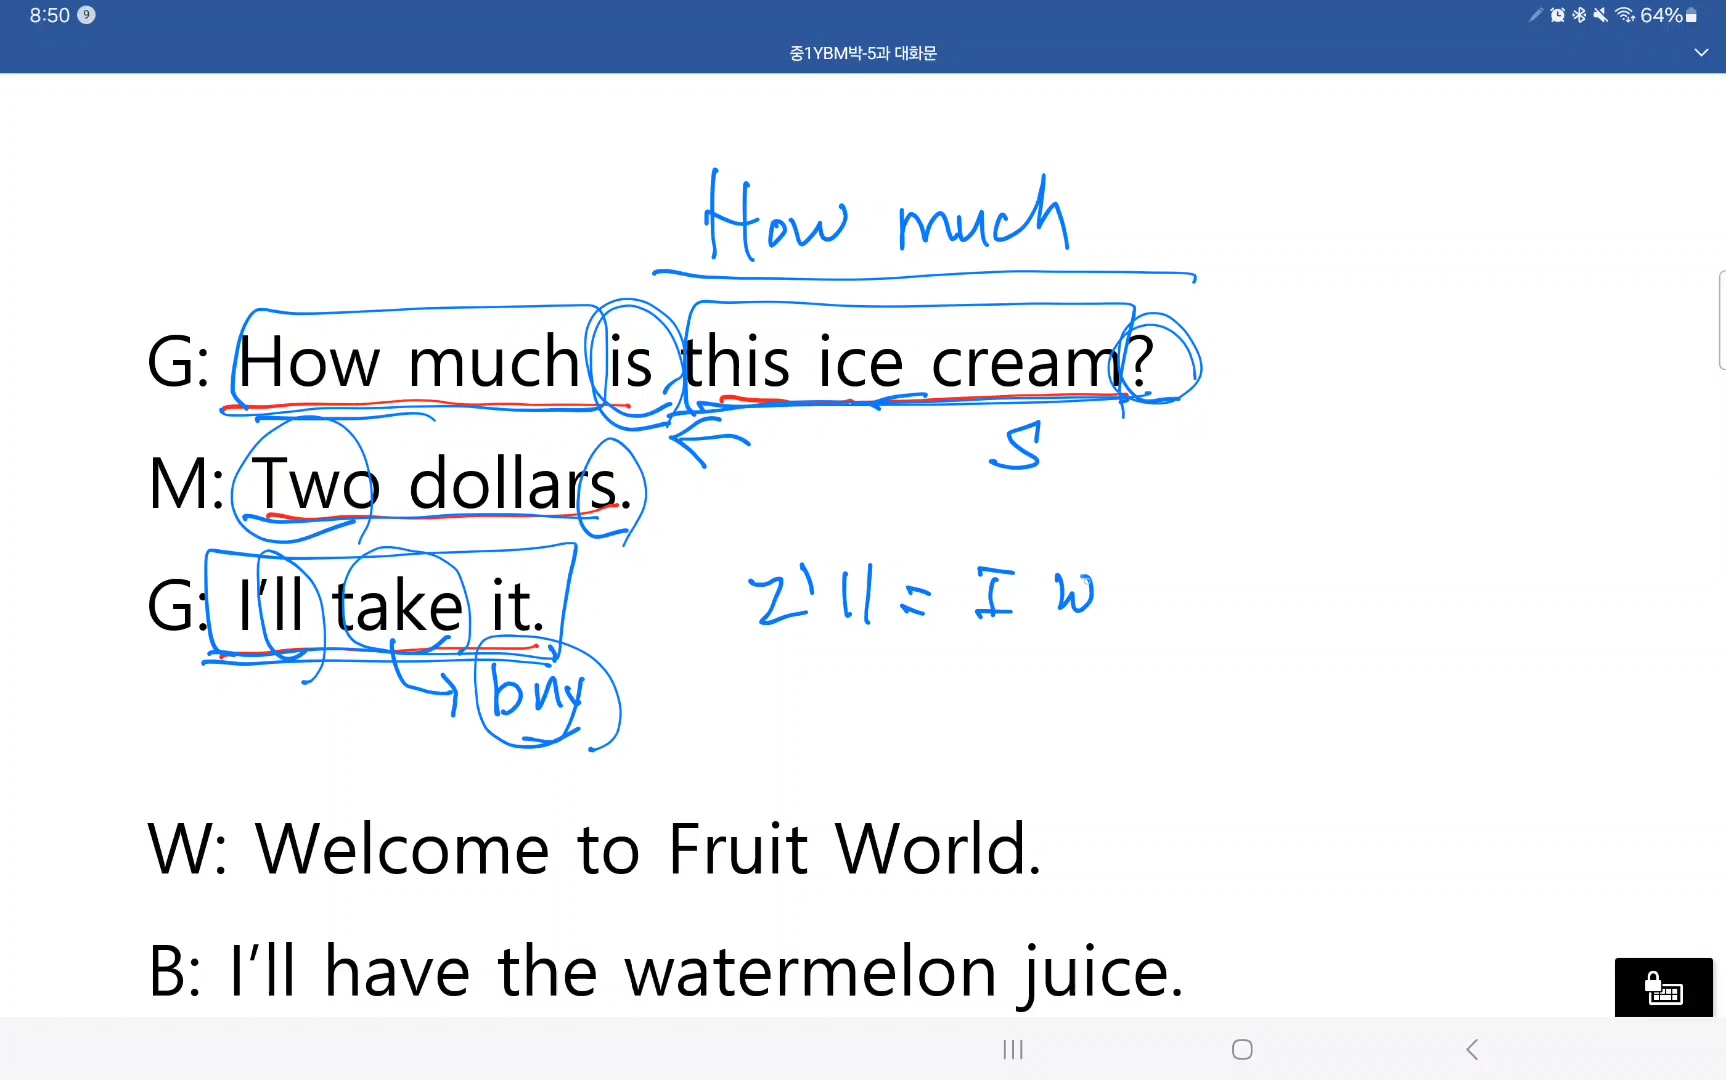 8:50 9 64%
중1YBM박-5과 대화문
How much
G: How much is this ice cream?
S
M: Two dollars.
G: I'll take it.
I'll = I w
buy
W: Welcome to Fruit World.
B: I'll have the watermelon juice.